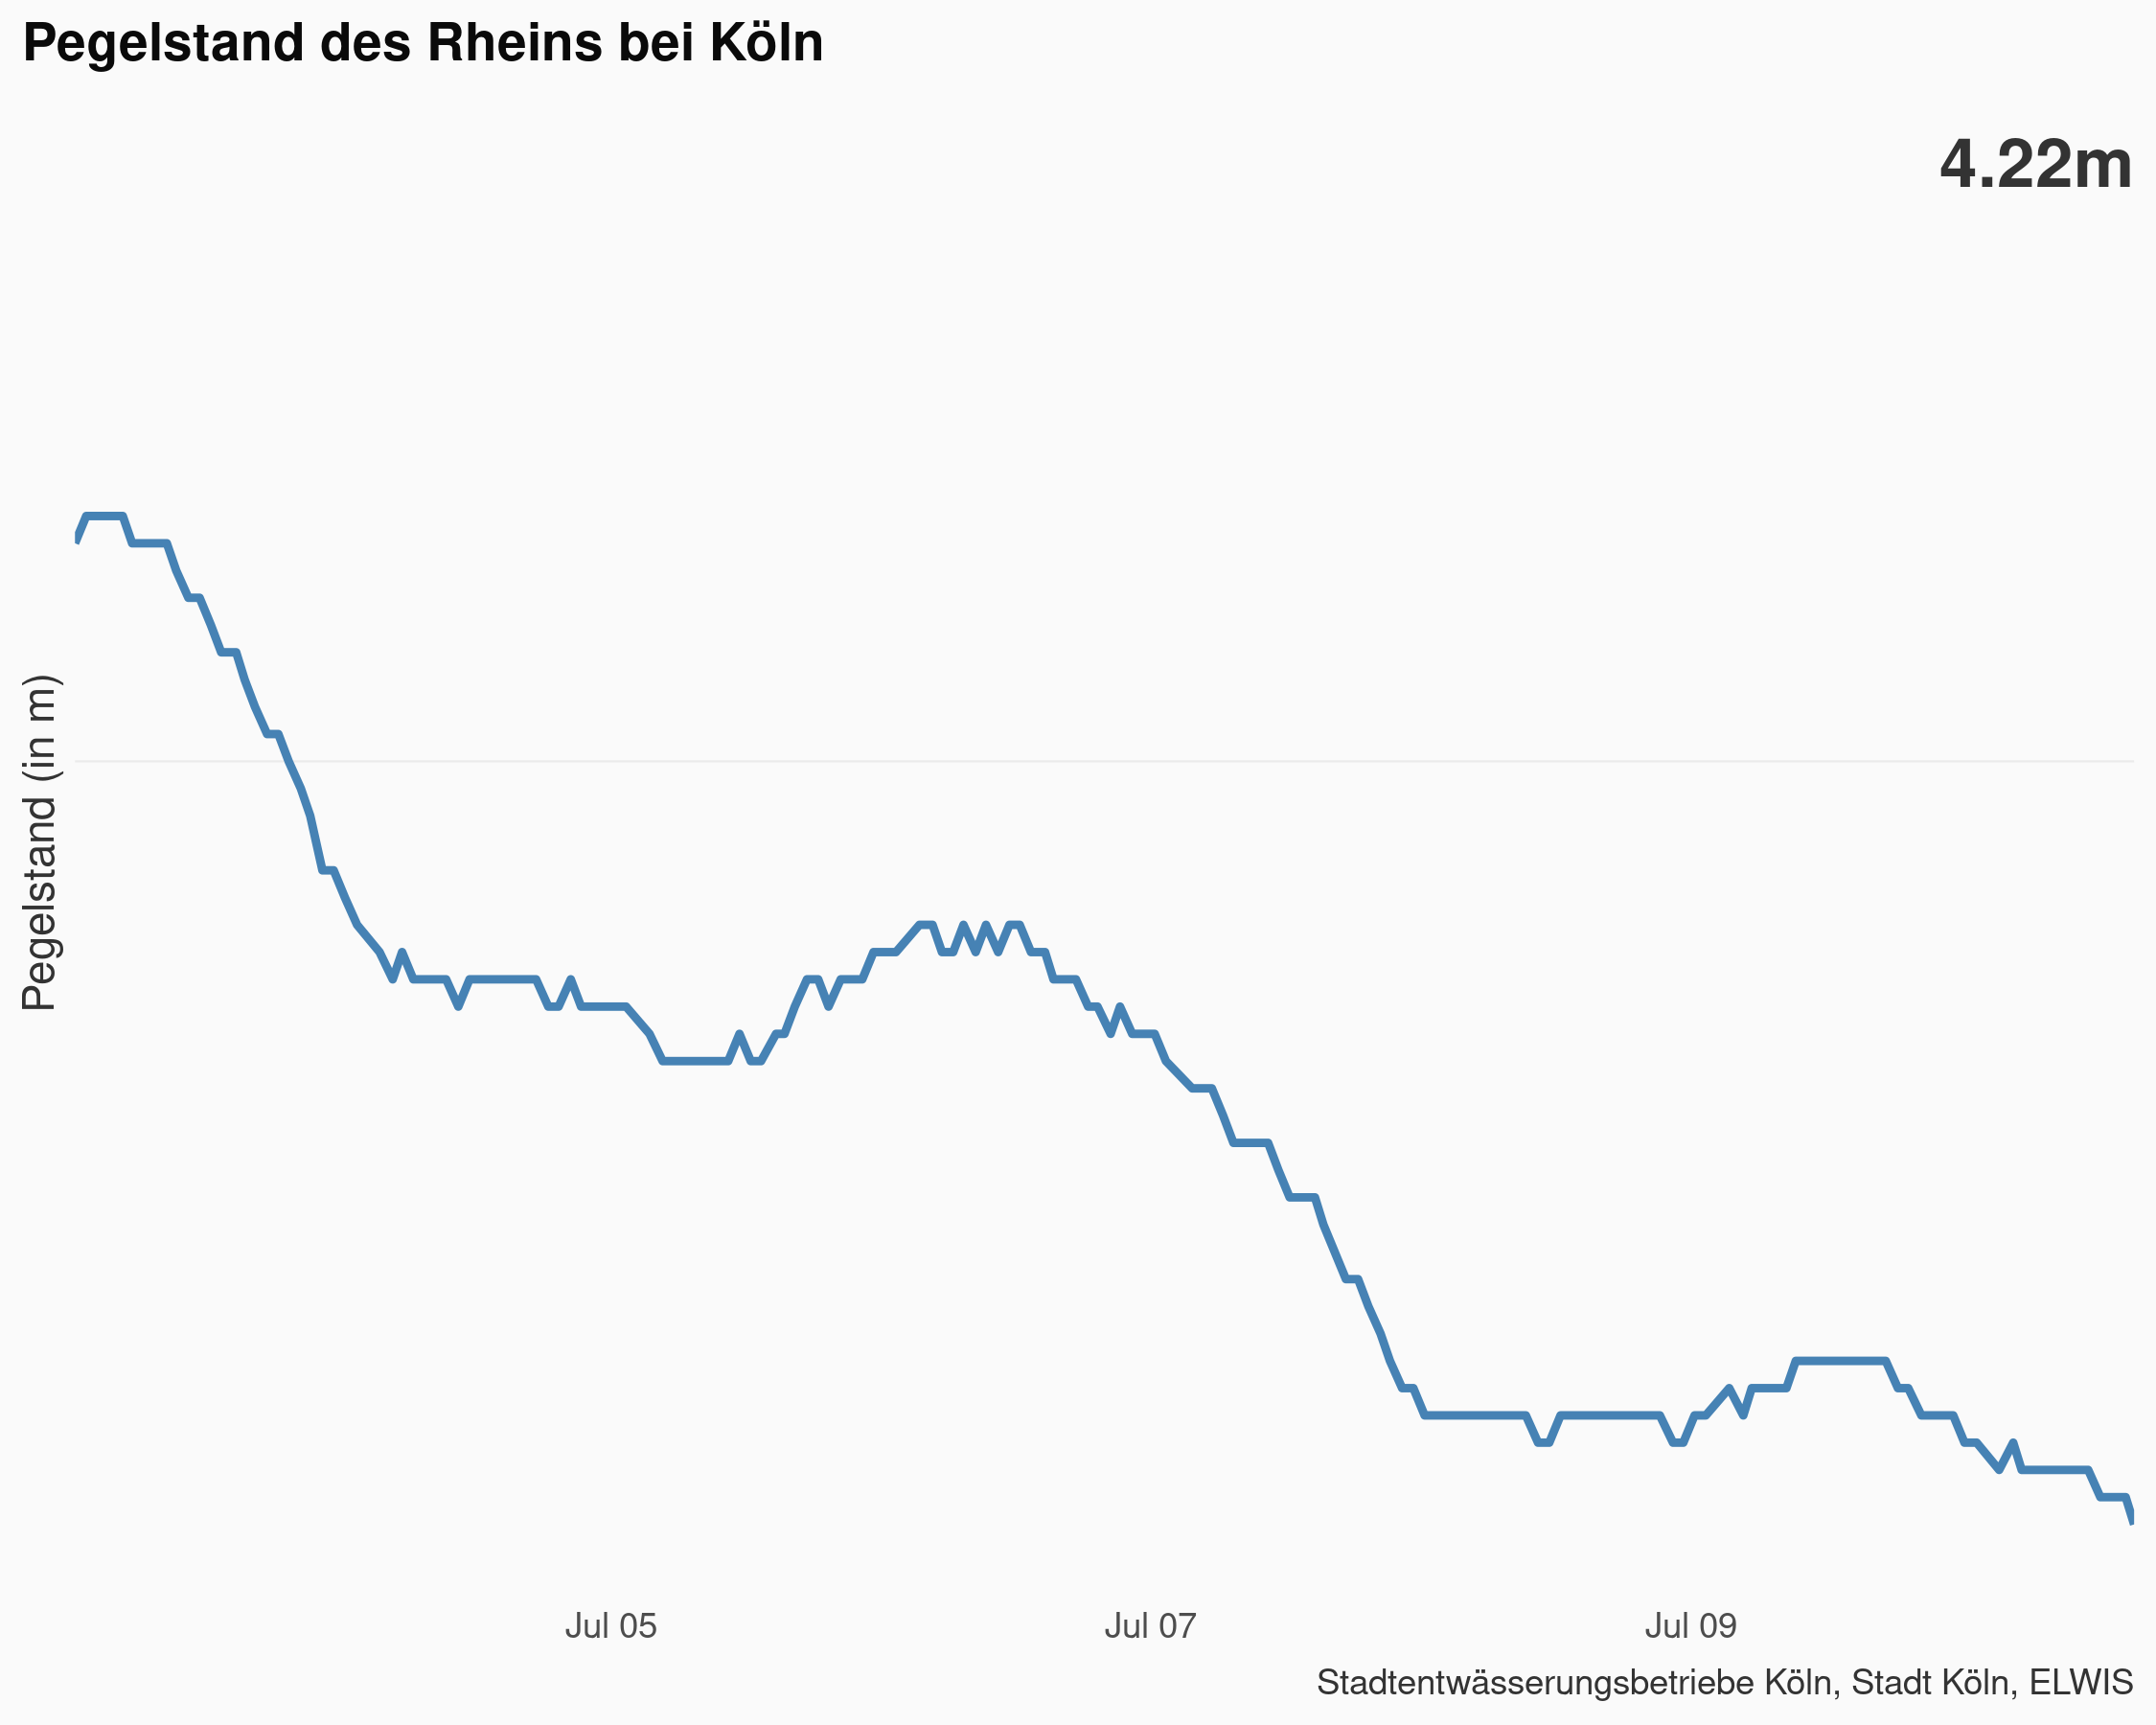 Pegelstand des Rheins bei Köln
4.22m
Pegelstand (in m)
Jul 05
Jul 07
Jul 09
Stadtentwässerungsbetriebe Köln, Stadt Köln, ELWIS